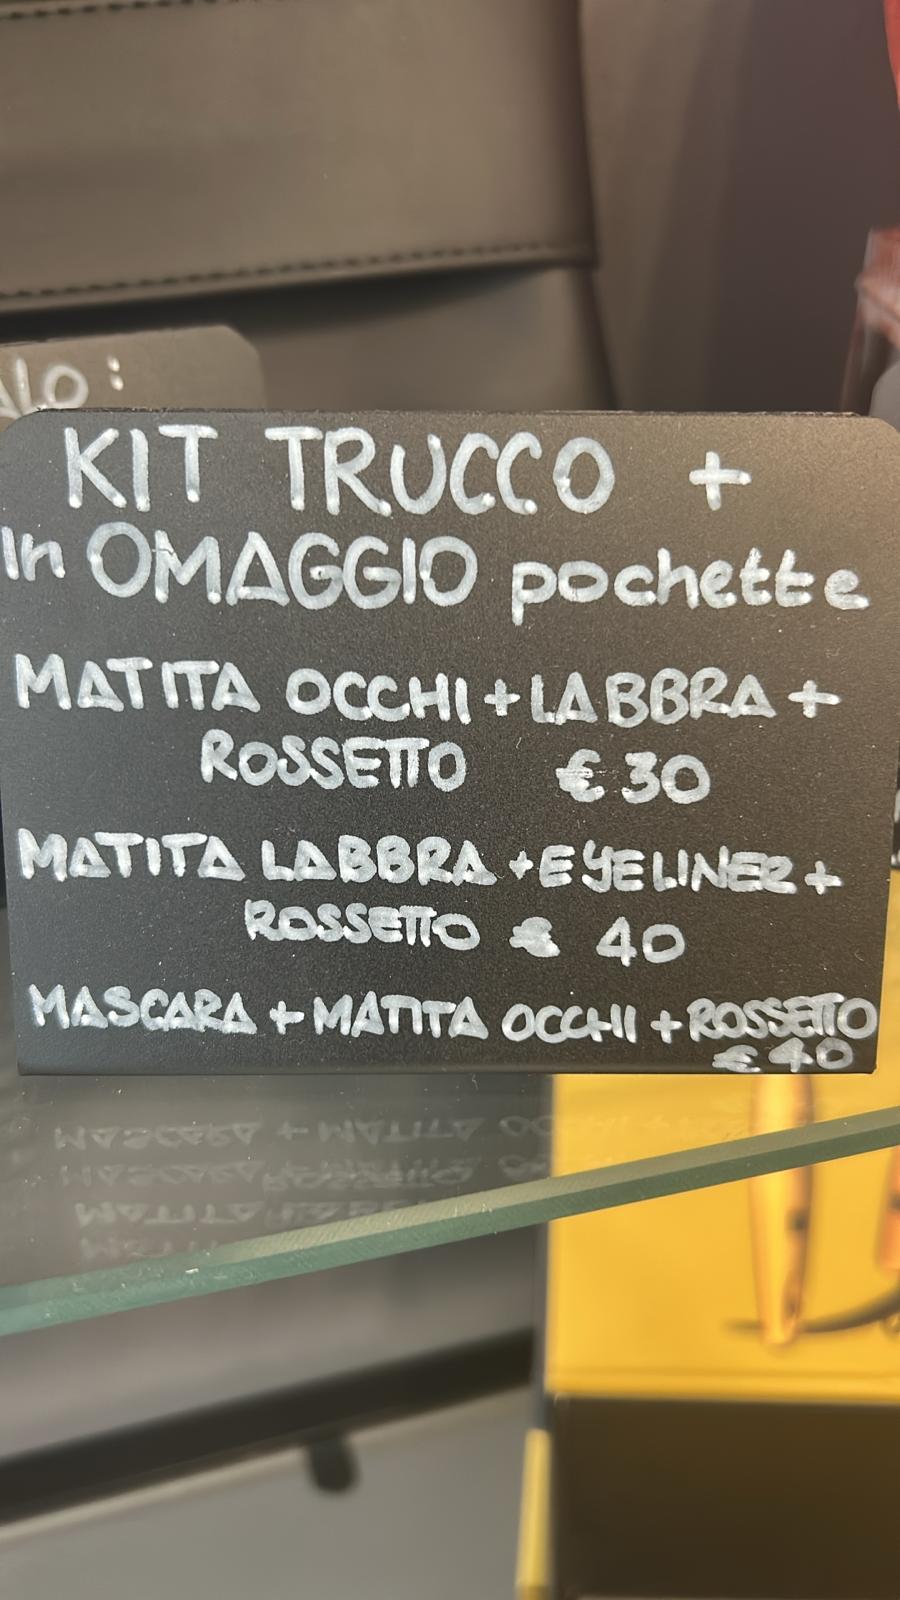 KIT TRUCCO +
In OMAGGIO pochette
MATITA OCCHI + LABBRA +
ROSSETTO € 30
MATITA LABBRA + EYELINER +
ROSSETTO € 40
MASCARA + MATITA OCCHI + ROSSETTO
€ 40